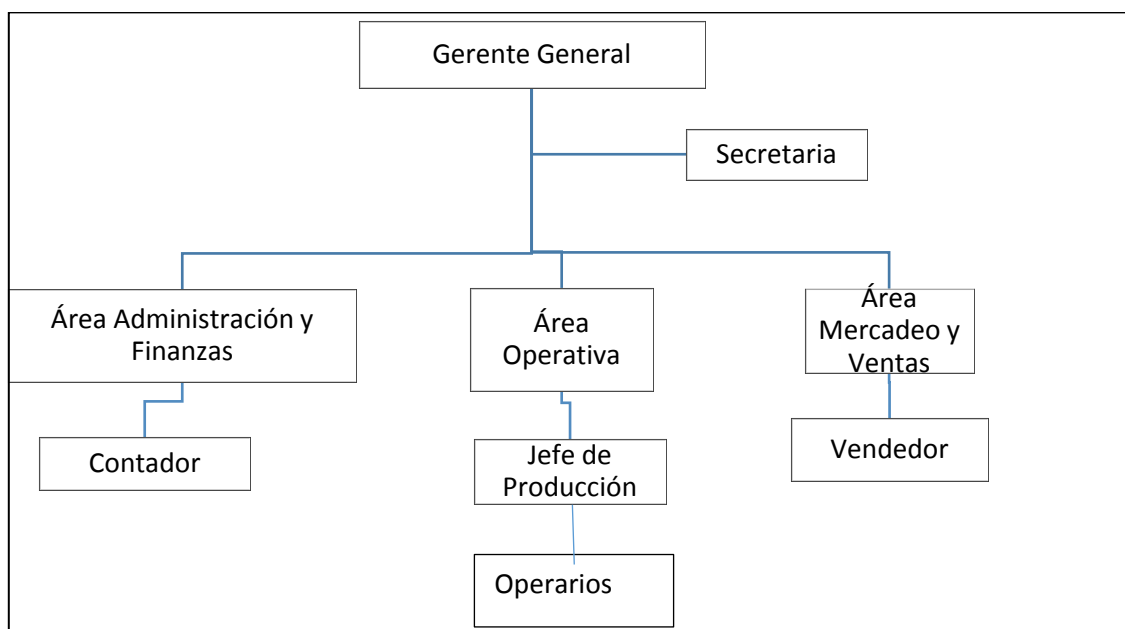 Gerente General
Secretaria
Área Administración y
Finanzas
Área
Operativa
Área
Mercadeo y
Ventas
Contador
Jefe de
Producción
Vendedor
Operarios